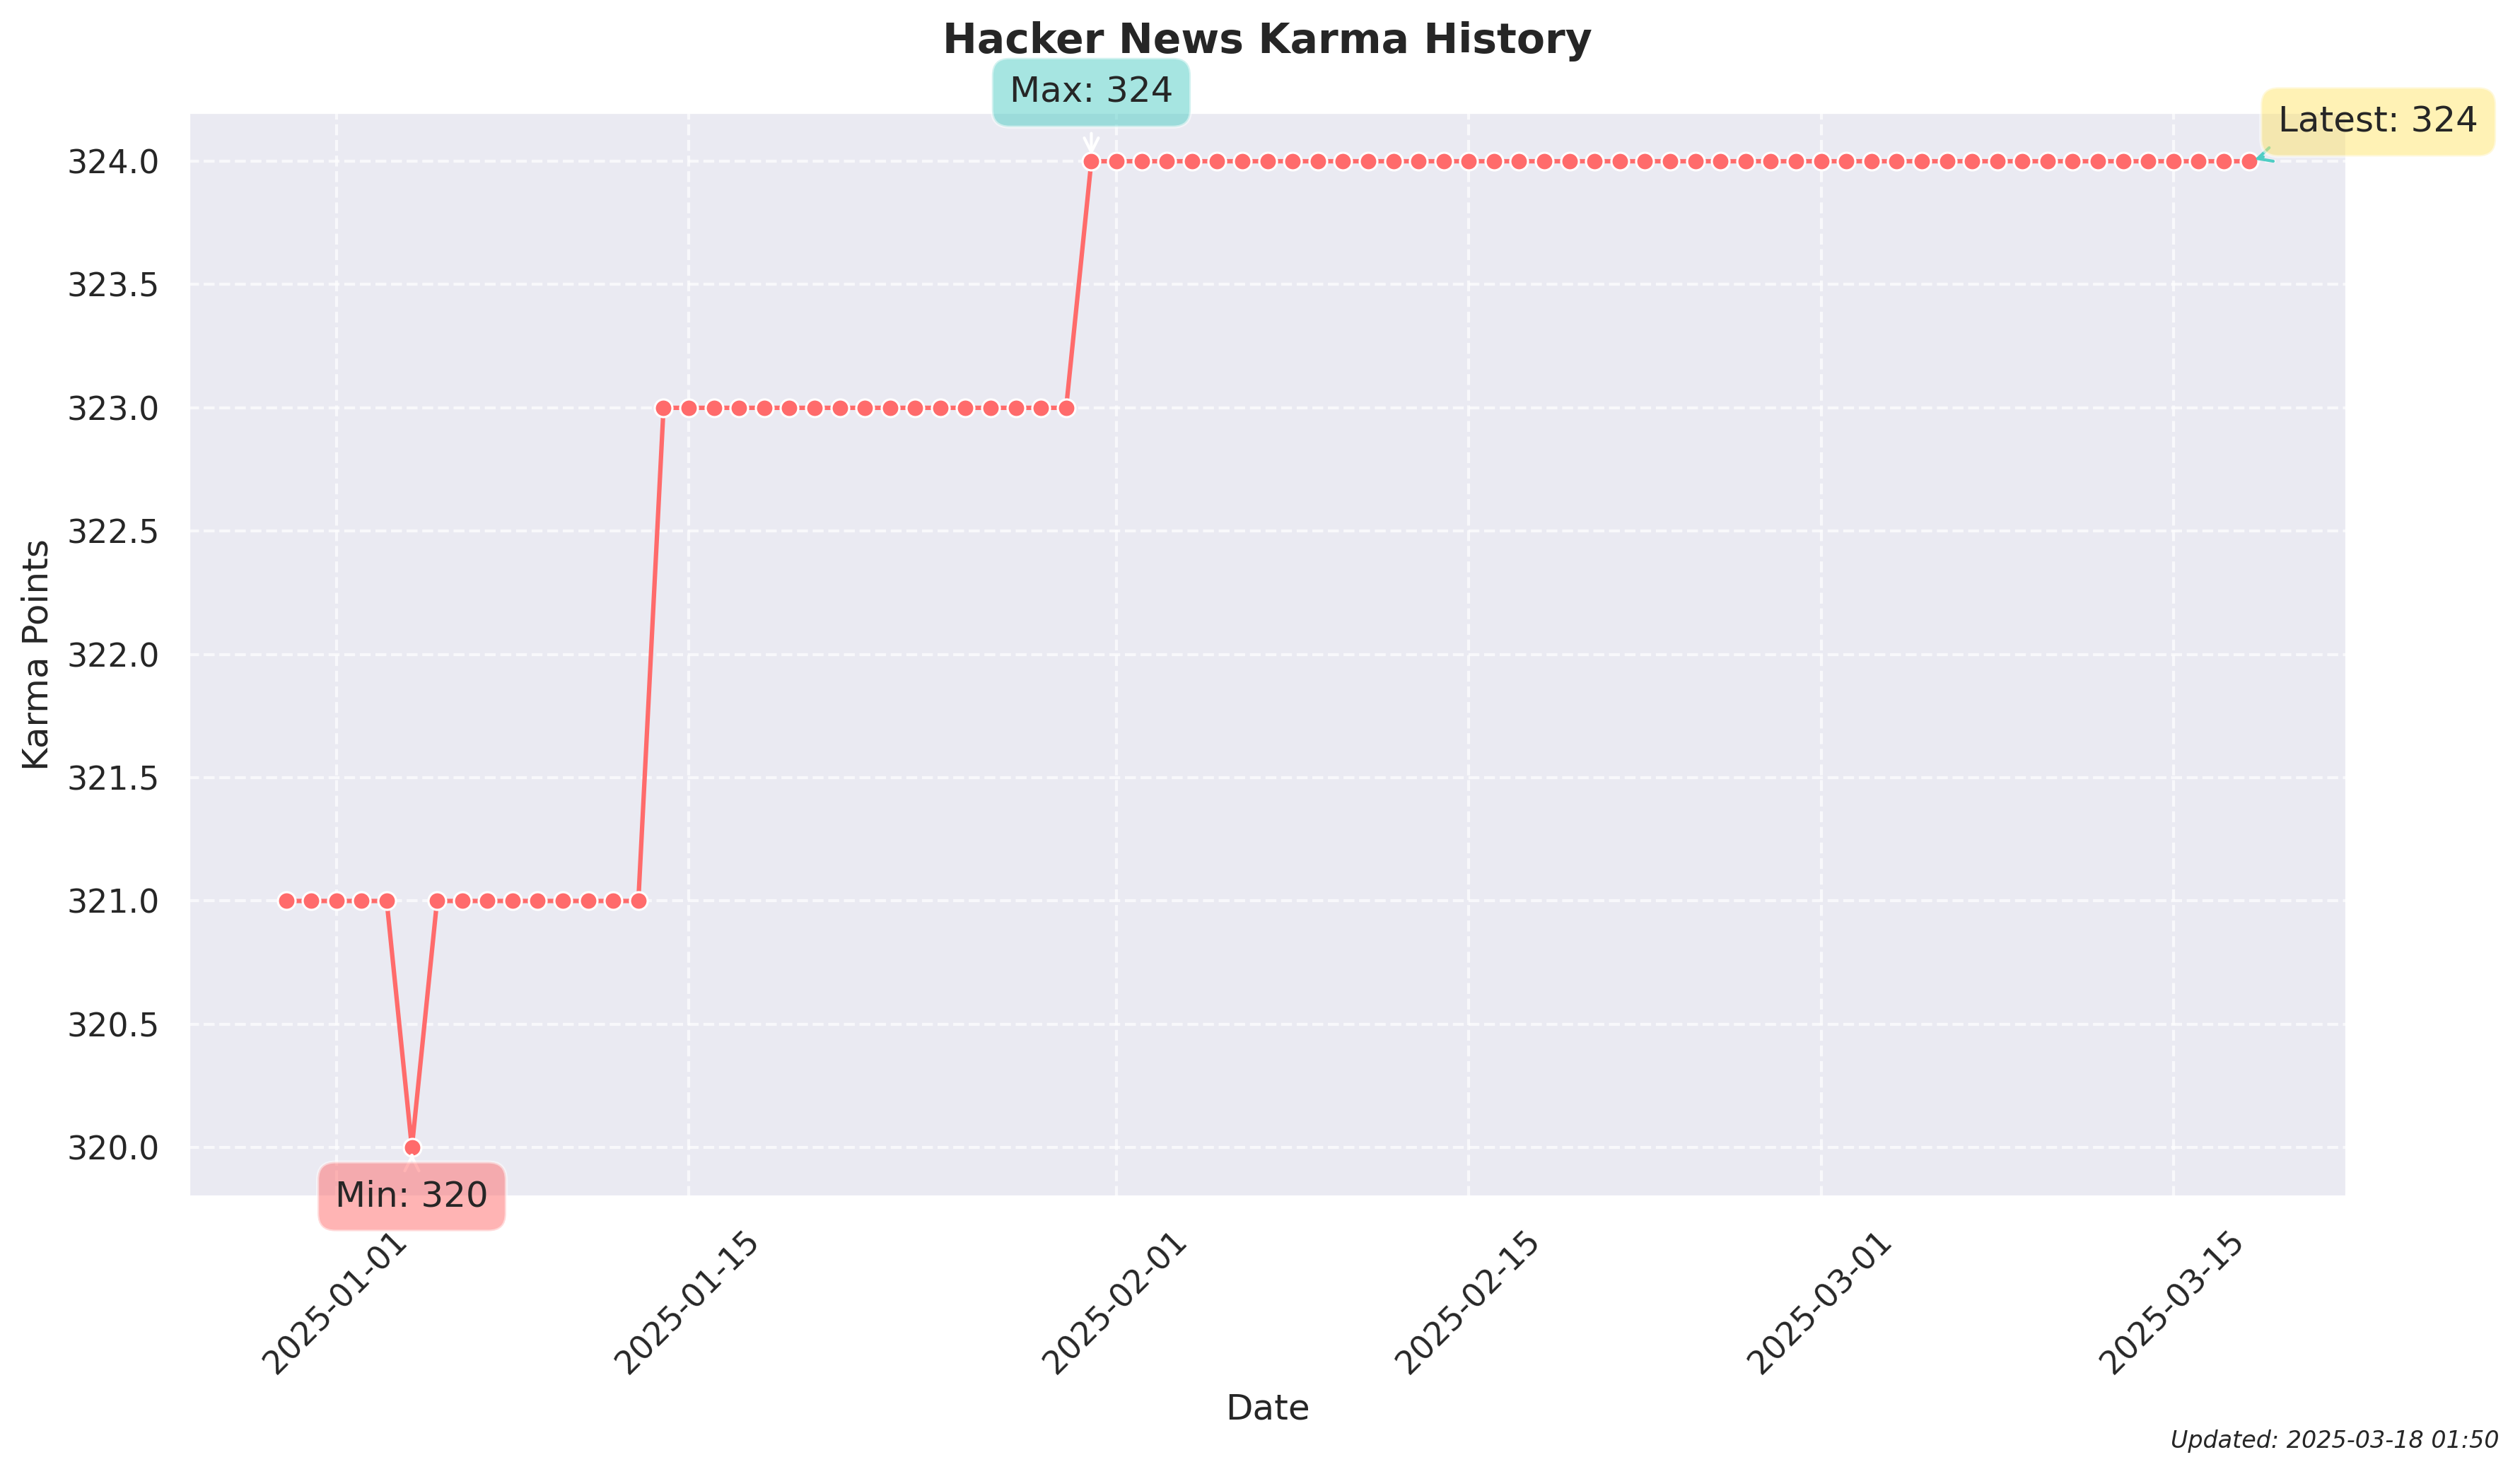 Hacker News Karma History
Max: 324
Latest: 324
324.0
323.5
323.0
322.5
322.0
321.5
321.0
320.5
320.0
Karma Points
Min: 320
2025-01-01
2025-01-15
2025-02-01
2025-02-15
2025-03-01
2025-03-15
Date
Updated: 2025-03-18 01:50